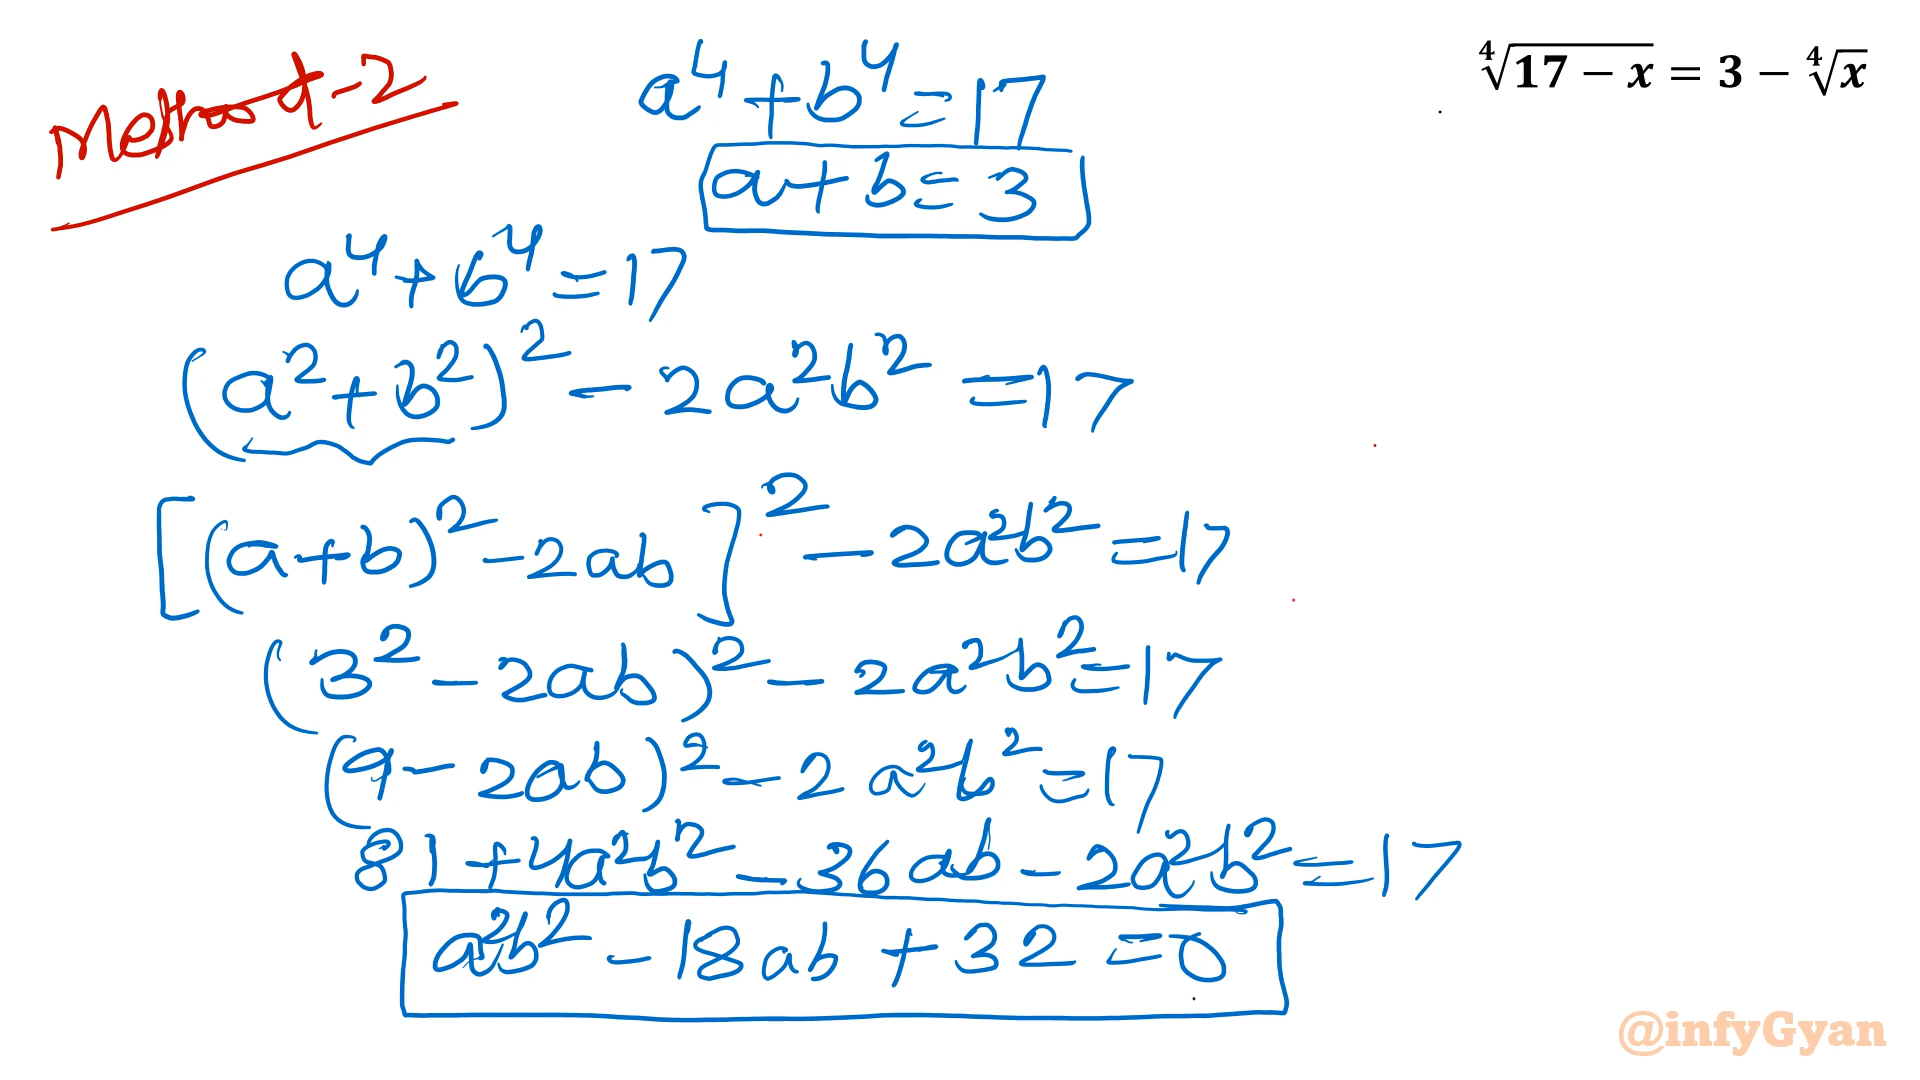 Method-2
a⁴ + b⁴ = 17
∜(17 − x) = 3 − ∜x
a + b = 3
a⁴ + b⁴ = 17
(a² + b²)² − 2a²b² = 17
[(a + b)² − 2ab]² − 2a²b² = 17
(3² − 2ab)² − 2a²b² = 17
(9 − 2ab)² − 2a²b² = 17
81 + 4a²b² − 36ab − 2a²b² = 17
a²b² − 18ab + 32 = 0
@infyGyan